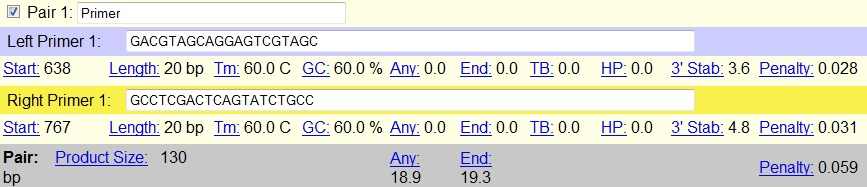 Pair 1: Primer
Left Primer 1: GACGTAGCAGGAGTCGTAGC
Start: 638 Length: 20 bp Tm: 60.0 C GC: 60.0 % Any: 0.0 End: 0.0 TB: 0.0 HP: 0.0 3' Stab: 3.6 Penalty: 0.028
Right Primer 1: GCCTCGACTCAGTATCTGCC
Start: 767 Length: 20 bp Tm: 60.0 C GC: 60.0 % Any: 0.0 End: 0.0 TB: 0.0 HP: 0.0 3' Stab: 4.8 Penalty: 0.031
Pair: Product Size: 130 Any: End: Penalty: 0.059
bp 18.9 19.3